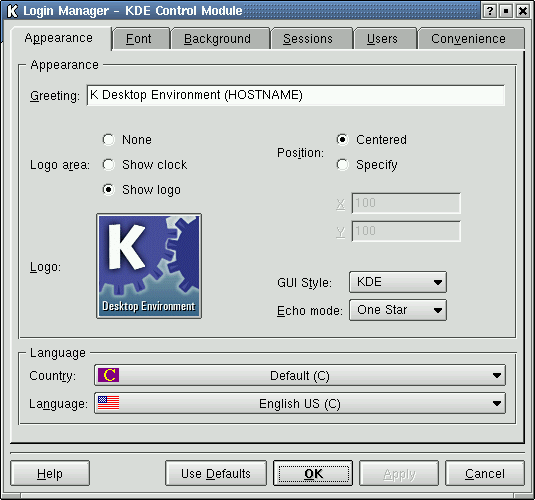 Login Manager - KDE Control Module
Appearance Font Background Sessions Users Convenience
Appearance
Greeting: K Desktop Environment (HOSTNAME)
Logo area:
None
Show clock
Show logo
Position:
Centered
Specify
X 100
Y 100
Logo:
K
Desktop Environment
GUI Style: KDE
Echo mode: One Star
Language
Country: C Default (C)
Language: English US (C)
Help Use Defaults OK Apply Cancel